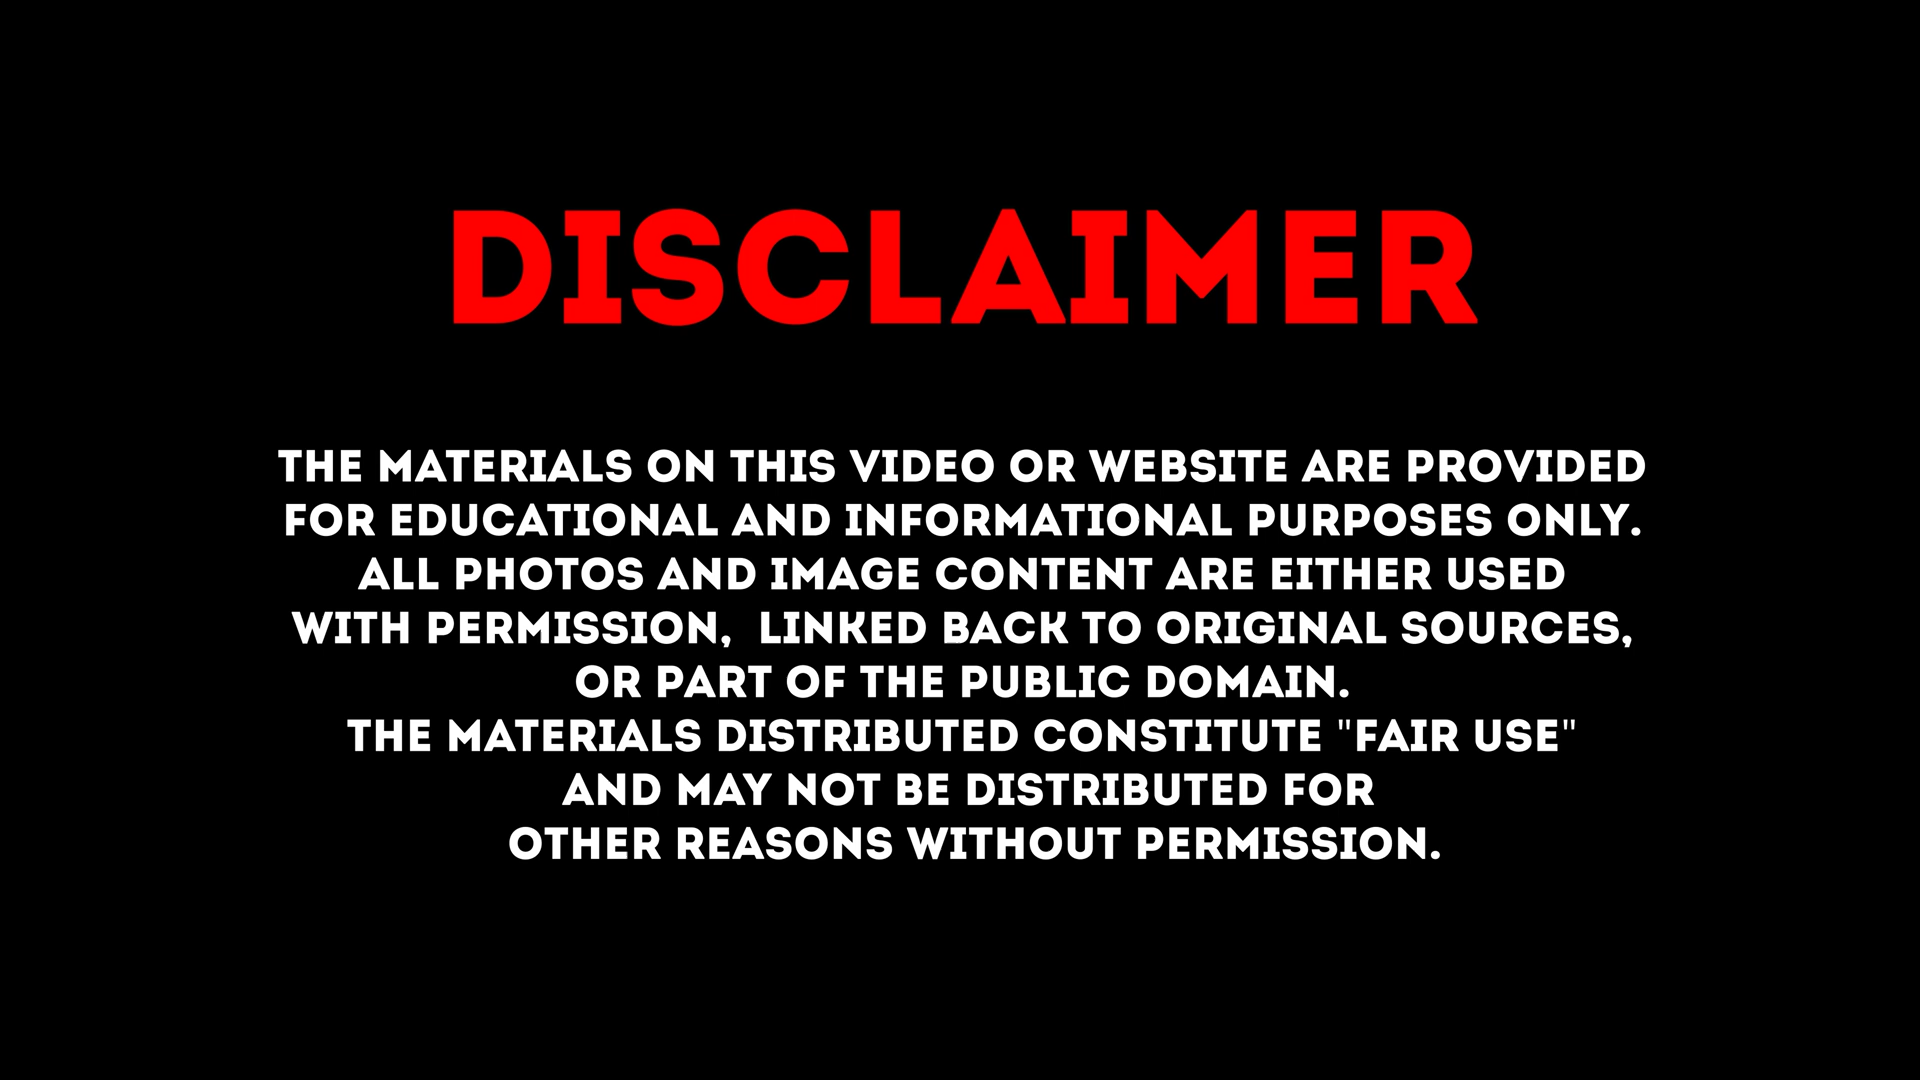 DISCLAIMER
THE MATERIALS ON THIS VIDEO OR WEBSITE ARE PROVIDED
FOR EDUCATIONAL AND INFORMATIONAL PURPOSES ONLY.
ALL PHOTOS AND IMAGE CONTENT ARE EITHER USED
WITH PERMISSION,  LINKED BACK TO ORIGINAL SOURCES,
OR PART OF THE PUBLIC DOMAIN.
THE MATERIALS DISTRIBUTED CONSTITUTE "FAIR USE"
AND MAY NOT BE DISTRIBUTED FOR
OTHER REASONS WITHOUT PERMISSION.